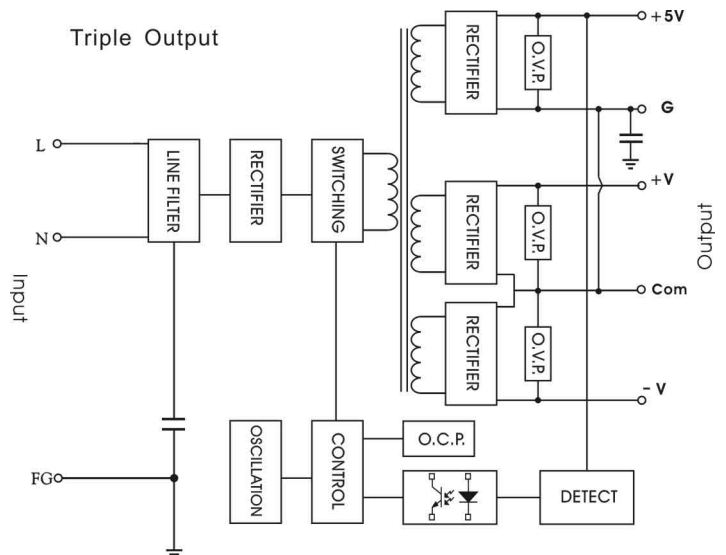 Triple Output
+5V
RECTIFIER
O.V.P.
G
L
LINE FILTER
RECTIFIER
SWITCHING
N
RECTIFIER
O.V.P.
+V
Output
Input
Com
RECTIFIER
O.V.P.
- V
OSCILLATION
CONTROL
O.C.P.
FG
DETECT